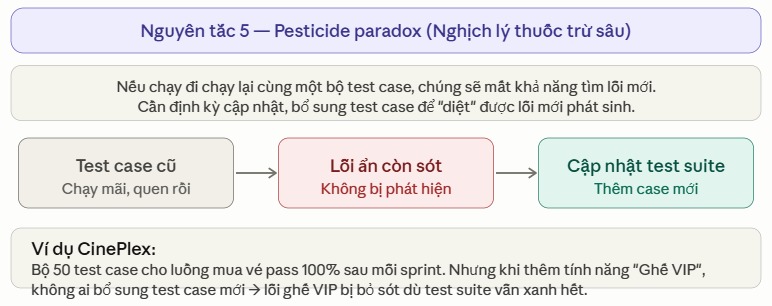 Nguyên tắc 5 — Pesticide paradox (Nghịch lý thuốc trừ sâu)
Nếu chạy đi chạy lại cùng một bộ test case, chúng sẽ mất khả năng tìm lỗi mới.
Cần định kỳ cập nhật, bổ sung test case để "diệt" được lỗi mới phát sinh.
Test case cũ
Chạy mãi, quen rồi
Lỗi ẩn còn sót
Không bị phát hiện
Cập nhật test suite
Thêm case mới
Ví dụ CinePlex:
Bộ 50 test case cho luồng mua vé pass 100% sau mỗi sprint. Nhưng khi thêm tính năng "Ghế VIP",
không ai bổ sung test case mới → lỗi ghế VIP bị bỏ sót dù test suite vẫn xanh hết.